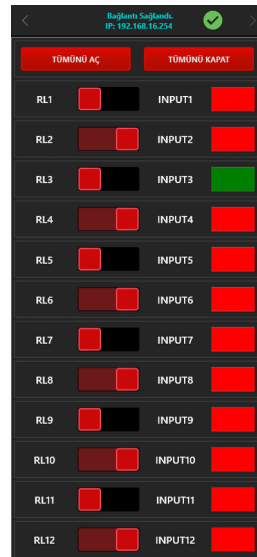 Bağlantı Sağlandı.
IP: 192.168.16.254
TÜMÜNÜ AÇ TÜMÜNÜ KAPAT
RL1 INPUT1
RL2 INPUT2
RL3 INPUT3
RL4 INPUT4
RL5 INPUT5
RL6 INPUT6
RL7 INPUT7
RL8 INPUT8
RL9 INPUT9
RL10 INPUT10
RL11 INPUT11
RL12 INPUT12